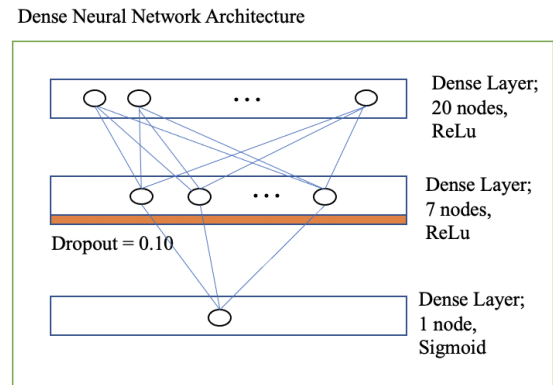 Dense Neural Network Architecture
...
Dense Layer;
20 nodes,
ReLu
...
Dense Layer;
7 nodes,
ReLu
Dropout = 0.10
Dense Layer;
1 node,
Sigmoid